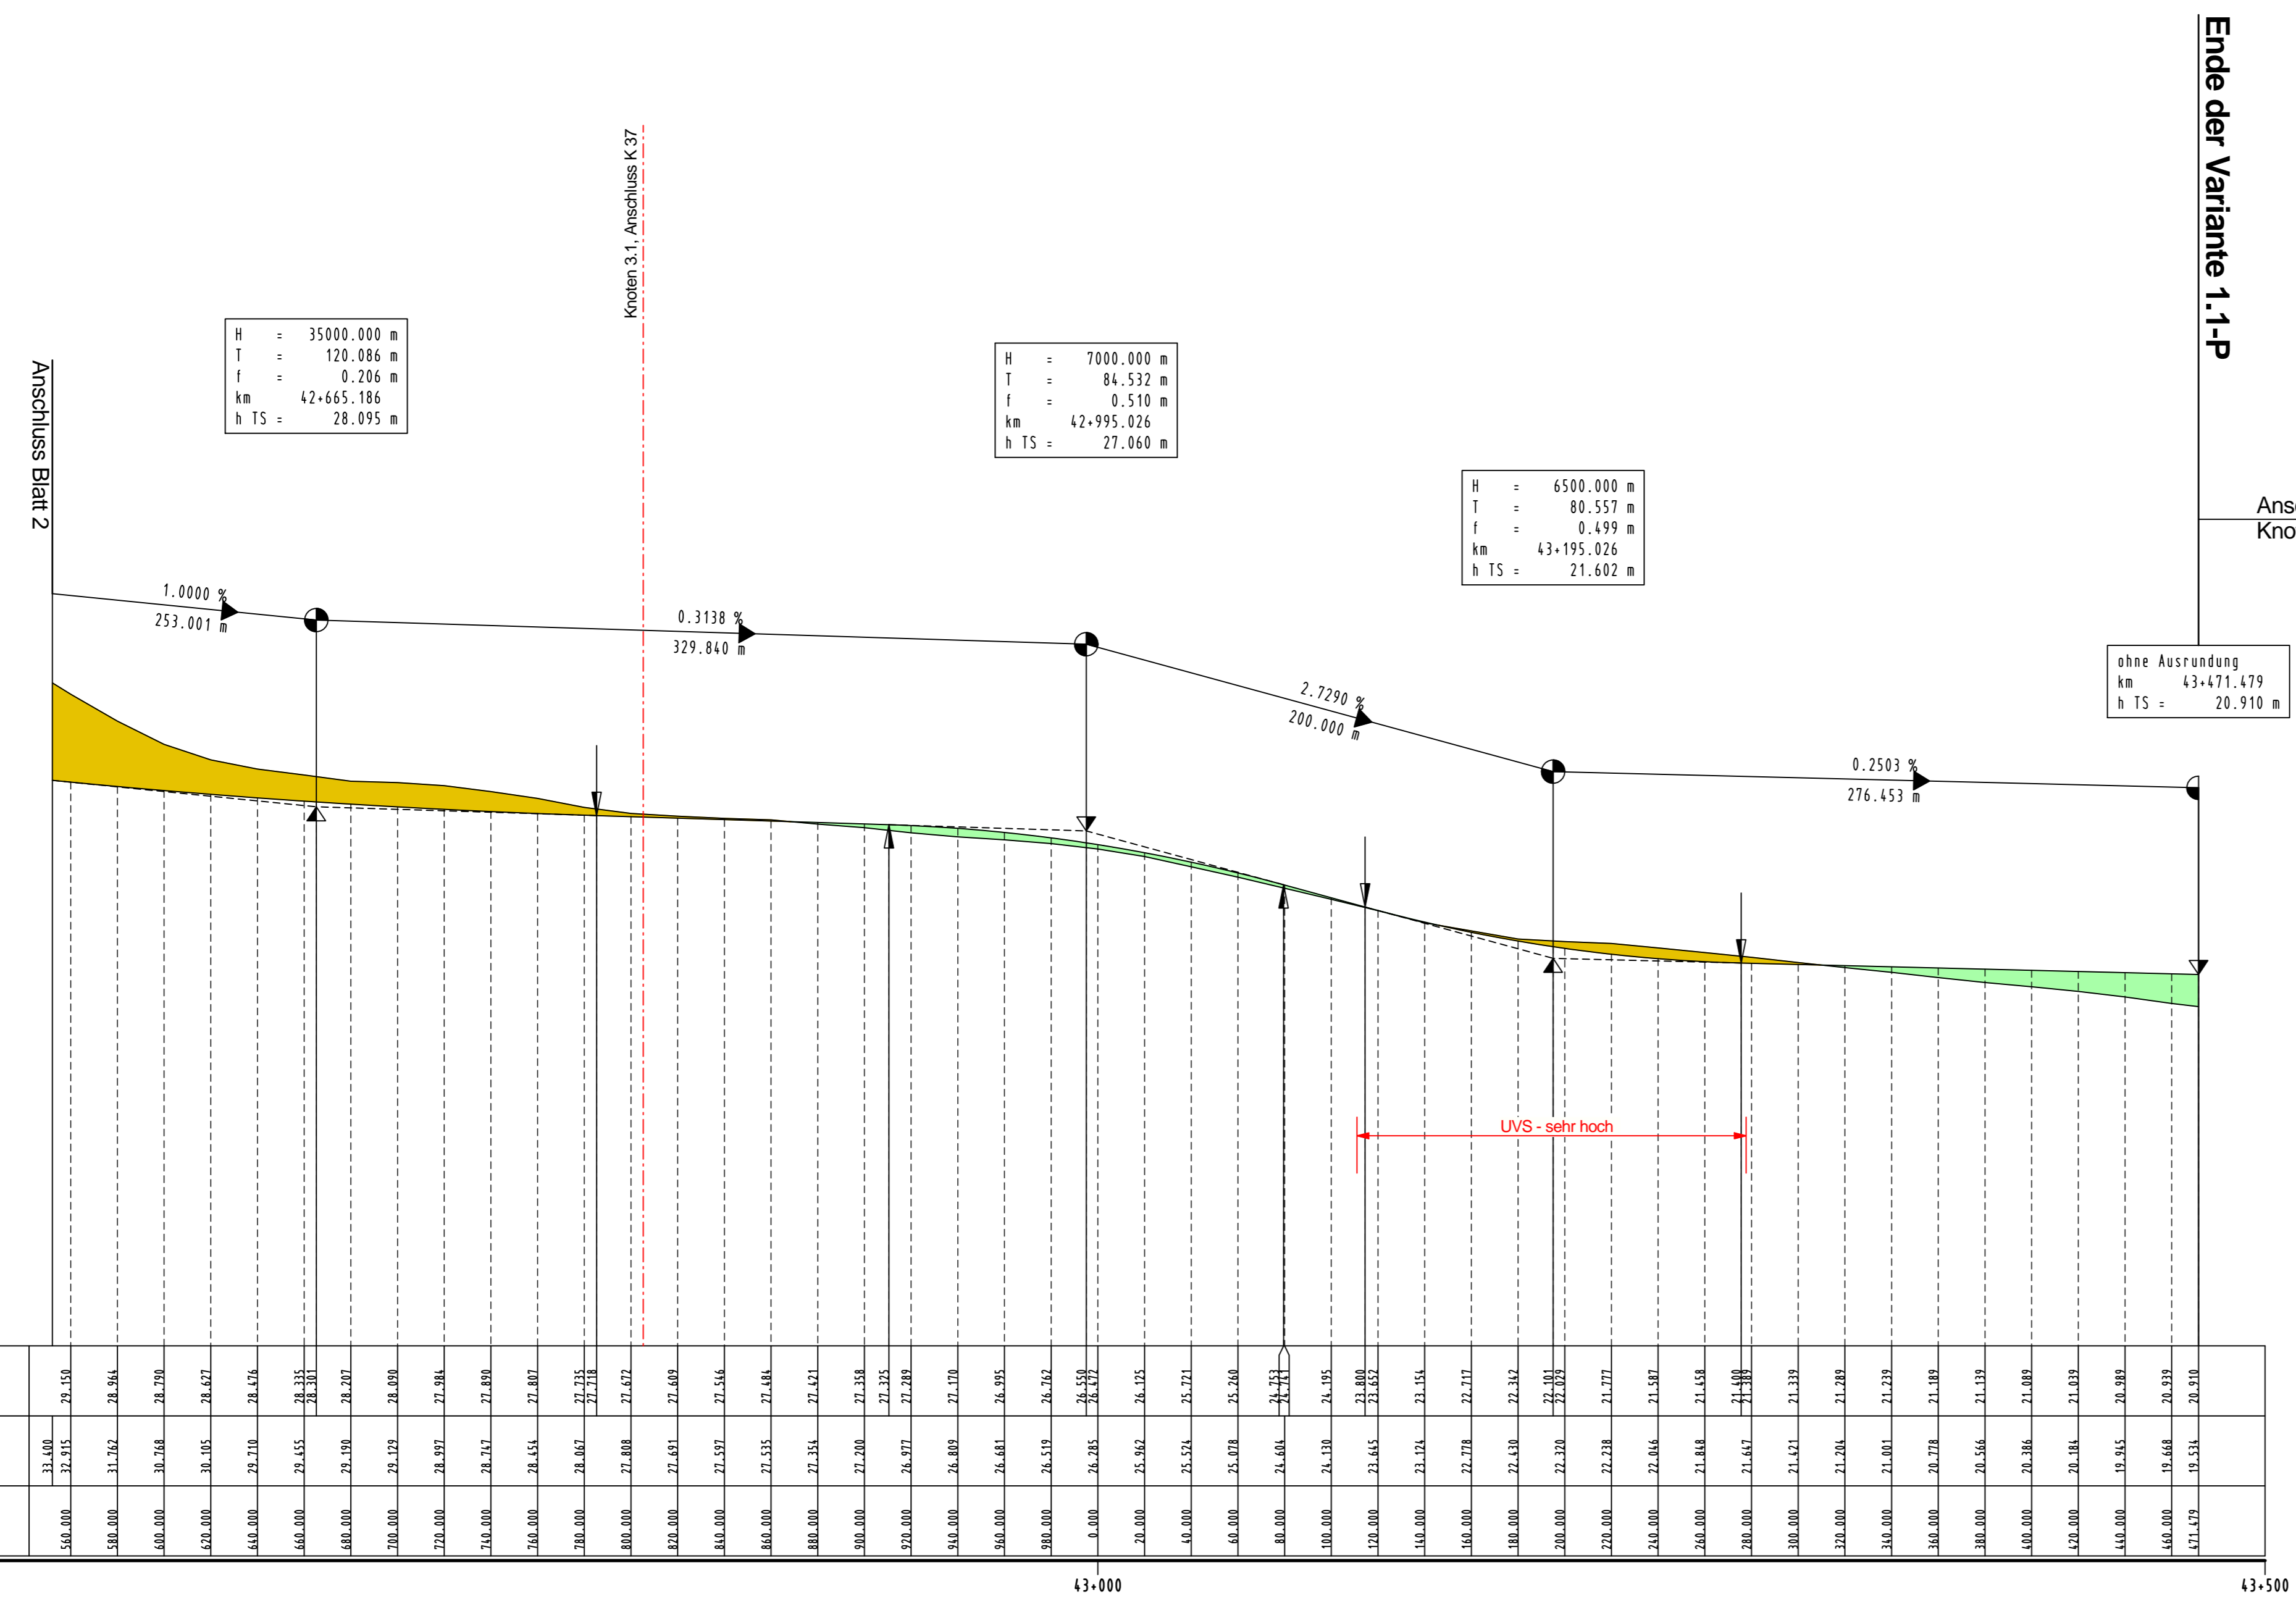 Ende der Variante 1.1-P
Knoten 3.1, Anschluss K 37
Anschluss Blatt 2
H = 35000.000 m
T = 120.086 m
f = 0.206 m
km 42+665.186
h TS = 28.095 m
H = 7000.000 m
T = 84.532 m
f = 0.510 m
km 42+995.026
h TS = 27.060 m
H = 6500.000 m
T = 80.557 m
f = 0.499 m
km 43+195.026
h TS = 21.602 m
Ans
Kno
1.0000 %
253.001 m
0.3138 %
329.840 m
2.7290 %
200.000 m
0.2503 %
276.453 m
ohne Ausrundung
km 43+471.479
h TS = 20.910 m
UVS - sehr hoch
29.150 28.964 28.790 28.627 28.476 28.335 28.301 28.207 28.090 27.984 27.890 27.807 27.735 27.718 27.672 27.609 27.546 27.484 27.421 27.358 27.325 27.289 27.170 26.995 26.762 26.550 26.472 26.125 25.721 25.260 24.753 24.741 24.195 23.800 23.652 23.154 22.717 22.342 22.101 22.029 21.777 21.587 21.458 21.400 21.389 21.339 21.289 21.239 21.189 21.139 21.089 21.039 20.989 20.939 20.910
33.400 32.915 31.762 30.768 30.105 29.710 29.455 29.190 29.129 28.997 28.747 28.454 28.067 27.808 27.691 27.597 27.535 27.354 27.200 26.977 26.809 26.681 26.519 26.285 25.962 25.524 25.078 24.604 24.130 23.645 23.124 22.778 22.430 22.320 22.238 22.046 21.848 21.647 21.421 21.204 21.001 20.778 20.566 20.386 20.184 19.945 19.668 19.534
560.000 580.000 600.000 620.000 640.000 660.000 680.000 700.000 720.000 740.000 760.000 780.000 800.000 820.000 840.000 860.000 880.000 900.000 920.000 940.000 960.000 980.000 0.000 20.000 40.000 60.000 80.000 100.000 120.000 140.000 160.000 180.000 200.000 220.000 240.000 260.000 280.000 300.000 320.000 340.000 360.000 380.000 400.000 420.000 440.000 460.000 471.479
43+000
43+500